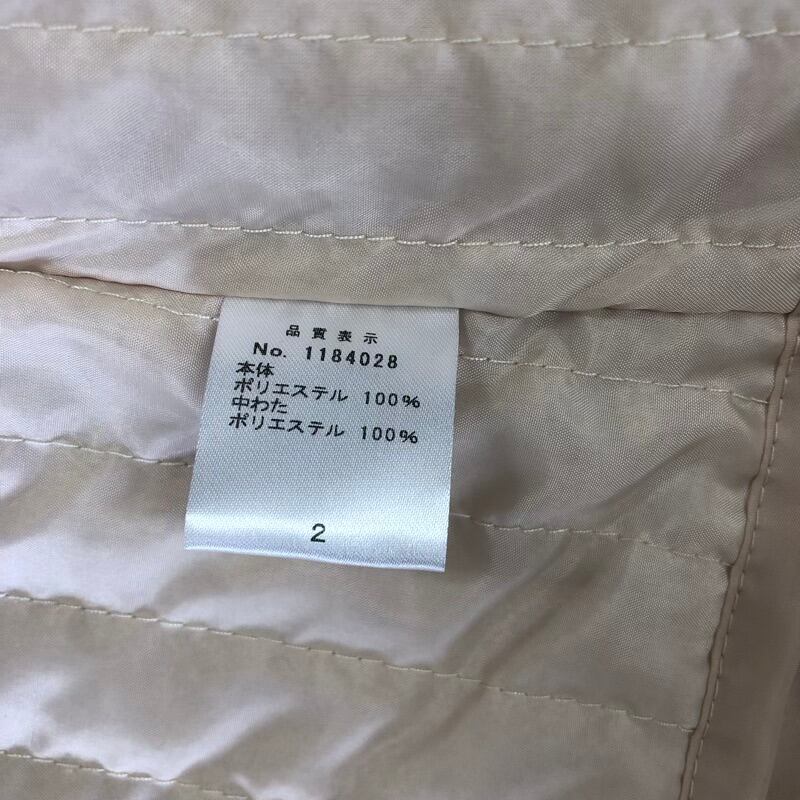 品質表示
No. 1184028
本体
ポリエステル 100%
中わた
ポリエステル 100%
2